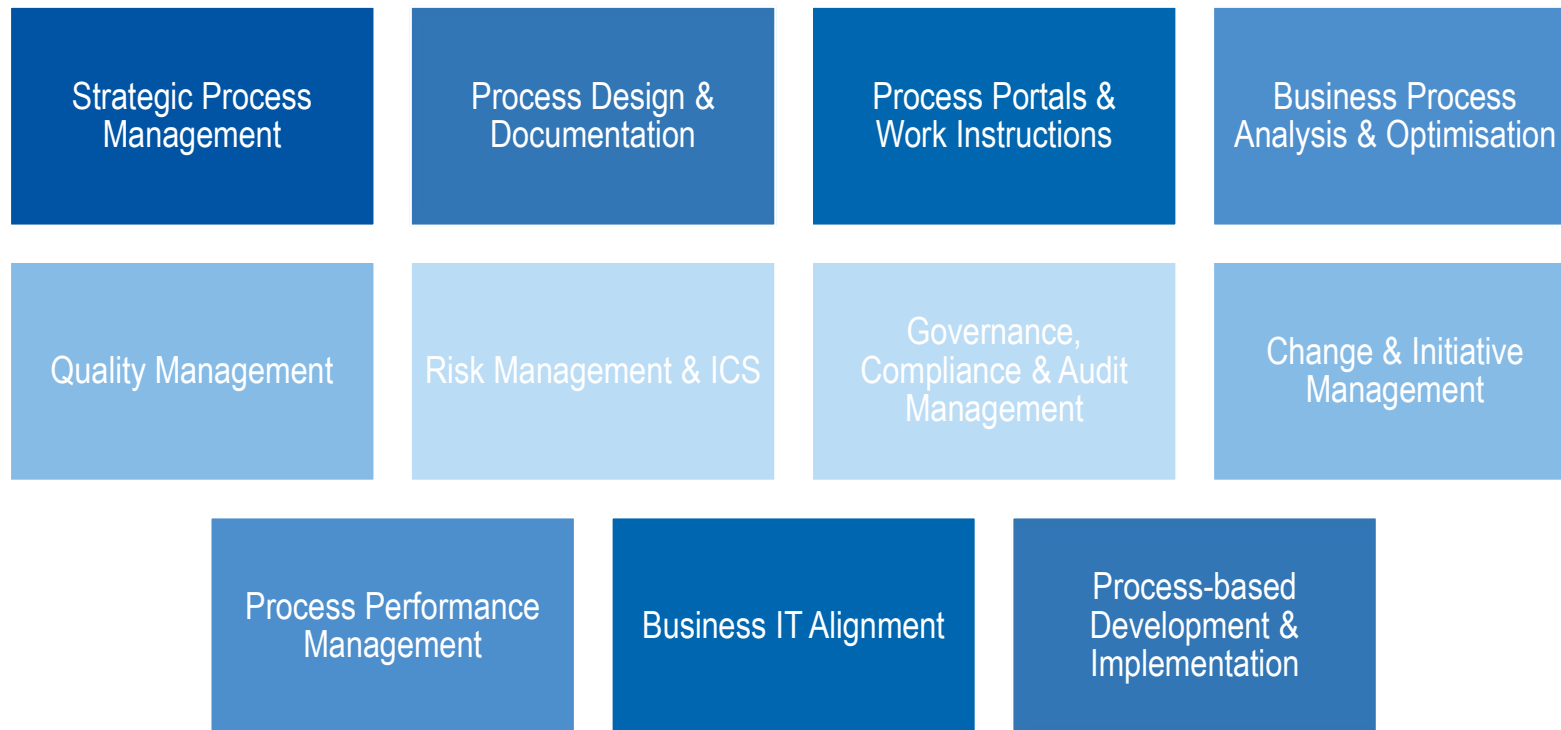 Strategic Process
Management
Process Design &
Documentation
Process Portals &
Work Instructions
Business Process
Analysis & Optimisation
Quality Management
Risk Management & ICS
Governance,
Compliance & Audit
Management
Change & Initiative
Management
Process Performance
Management
Business IT Alignment
Process-based
Development &
Implementation